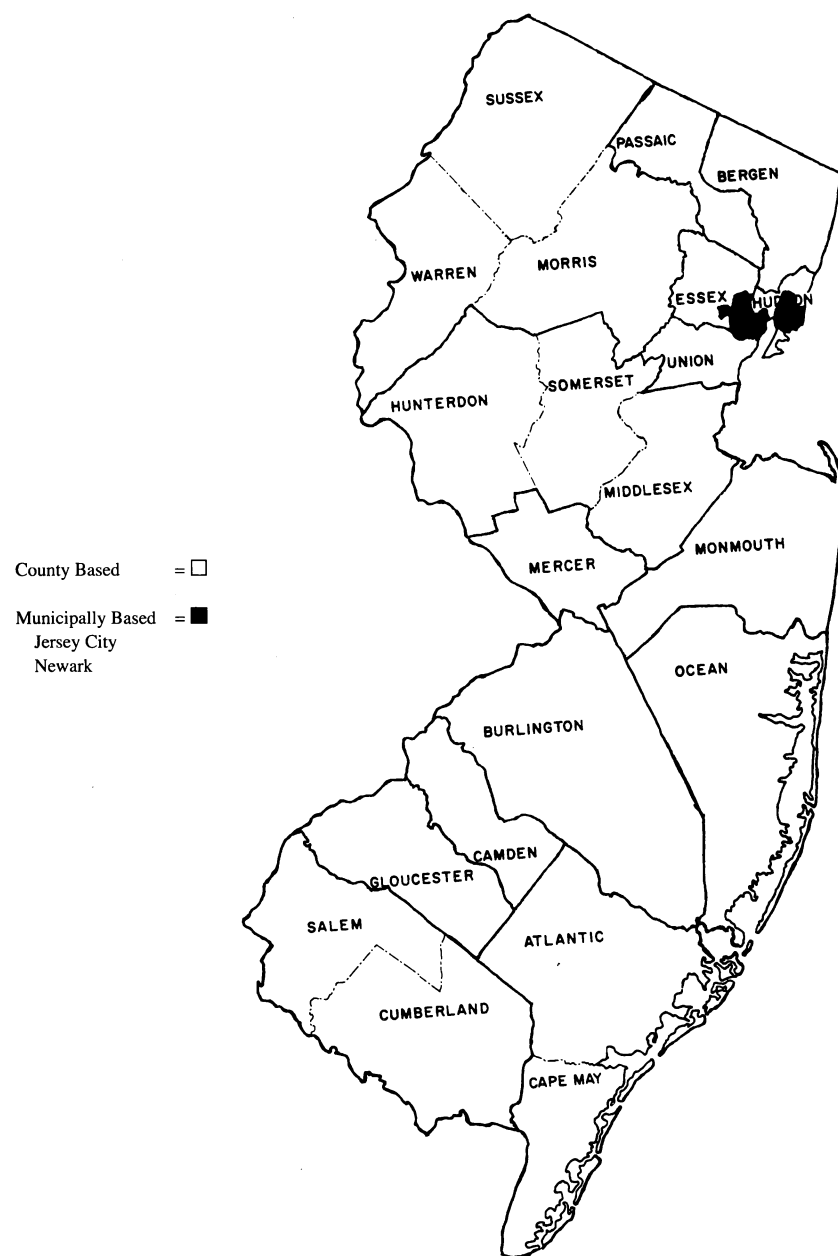 SUSSEX
PASSAIC
BERGEN
WARREN
MORRIS
ESSEX
HUDSON
UNION
HUNTERDON
SOMERSET
MIDDLESEX
MERCER
MONMOUTH
County Based = □
Municipally Based = ■
Jersey City
Newark
OCEAN
BURLINGTON
CAMDEN
GLOUCESTER
SALEM
ATLANTIC
CUMBERLAND
CAPE MAY